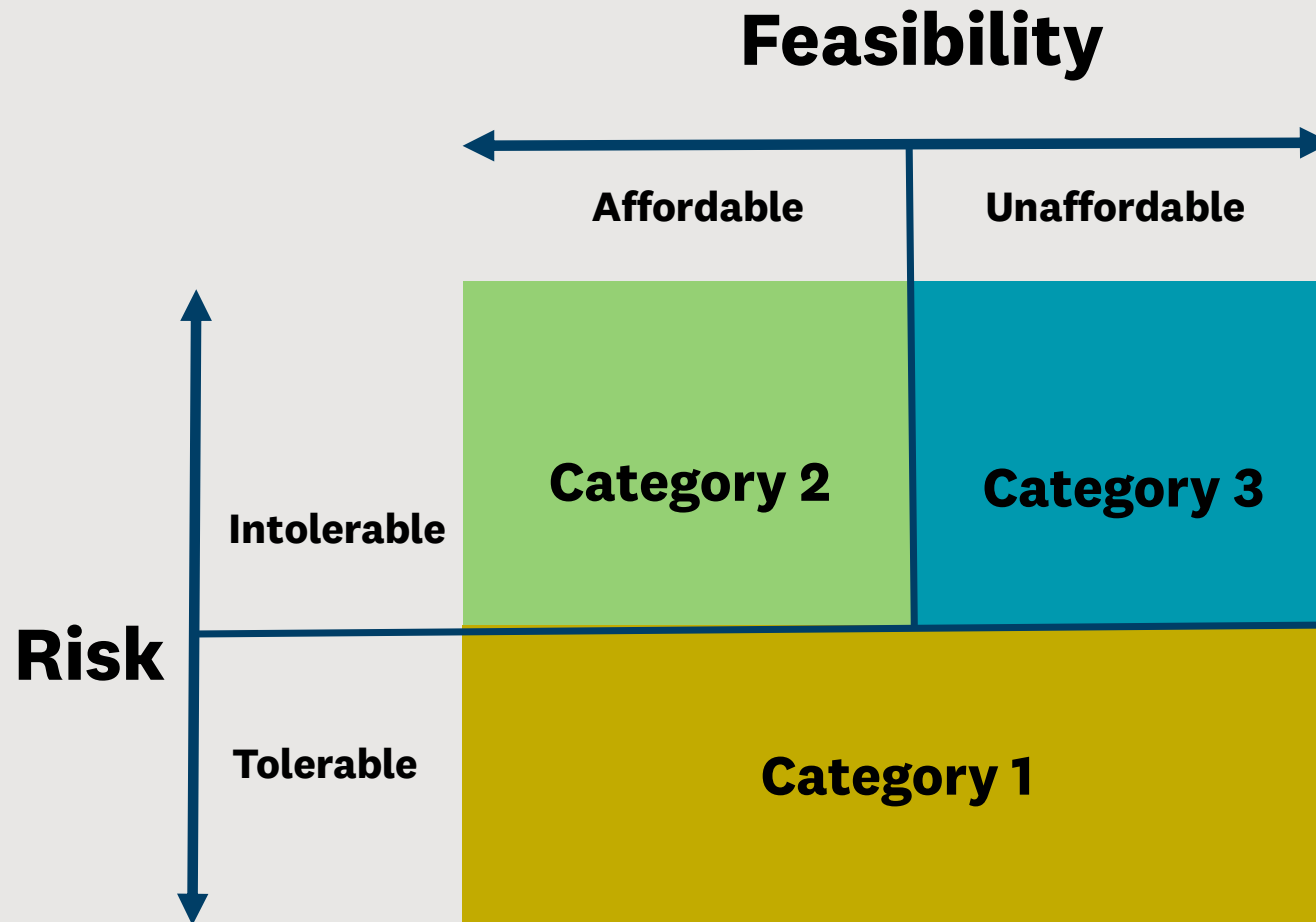 Feasibility
Affordable
Unaffordable
Category 2
Category 3
Intolerable
Risk
Tolerable
Category 1